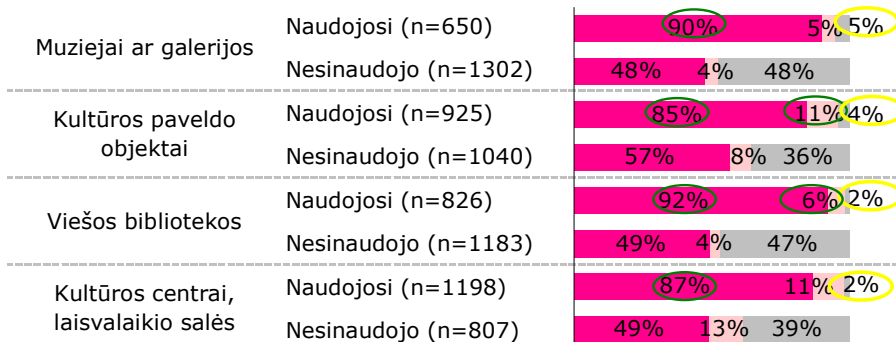 Muziejai ar galerijos
Naudojosi (n=650)
90% 5% 5%
Nesinaudojo (n=1302)
48% 4% 48%
Kultūros paveldo
objektai
Naudojosi (n=925)
85% 11% 4%
Nesinaudojo (n=1040)
57% 8% 36%
Viešos bibliotekos
Naudojosi (n=826)
92% 6% 2%
Nesinaudojo (n=1183)
49% 4% 47%
Kultūros centrai,
laisvalaikio salės
Naudojosi (n=1198)
87% 11% 2%
Nesinaudojo (n=807)
49% 13% 39%